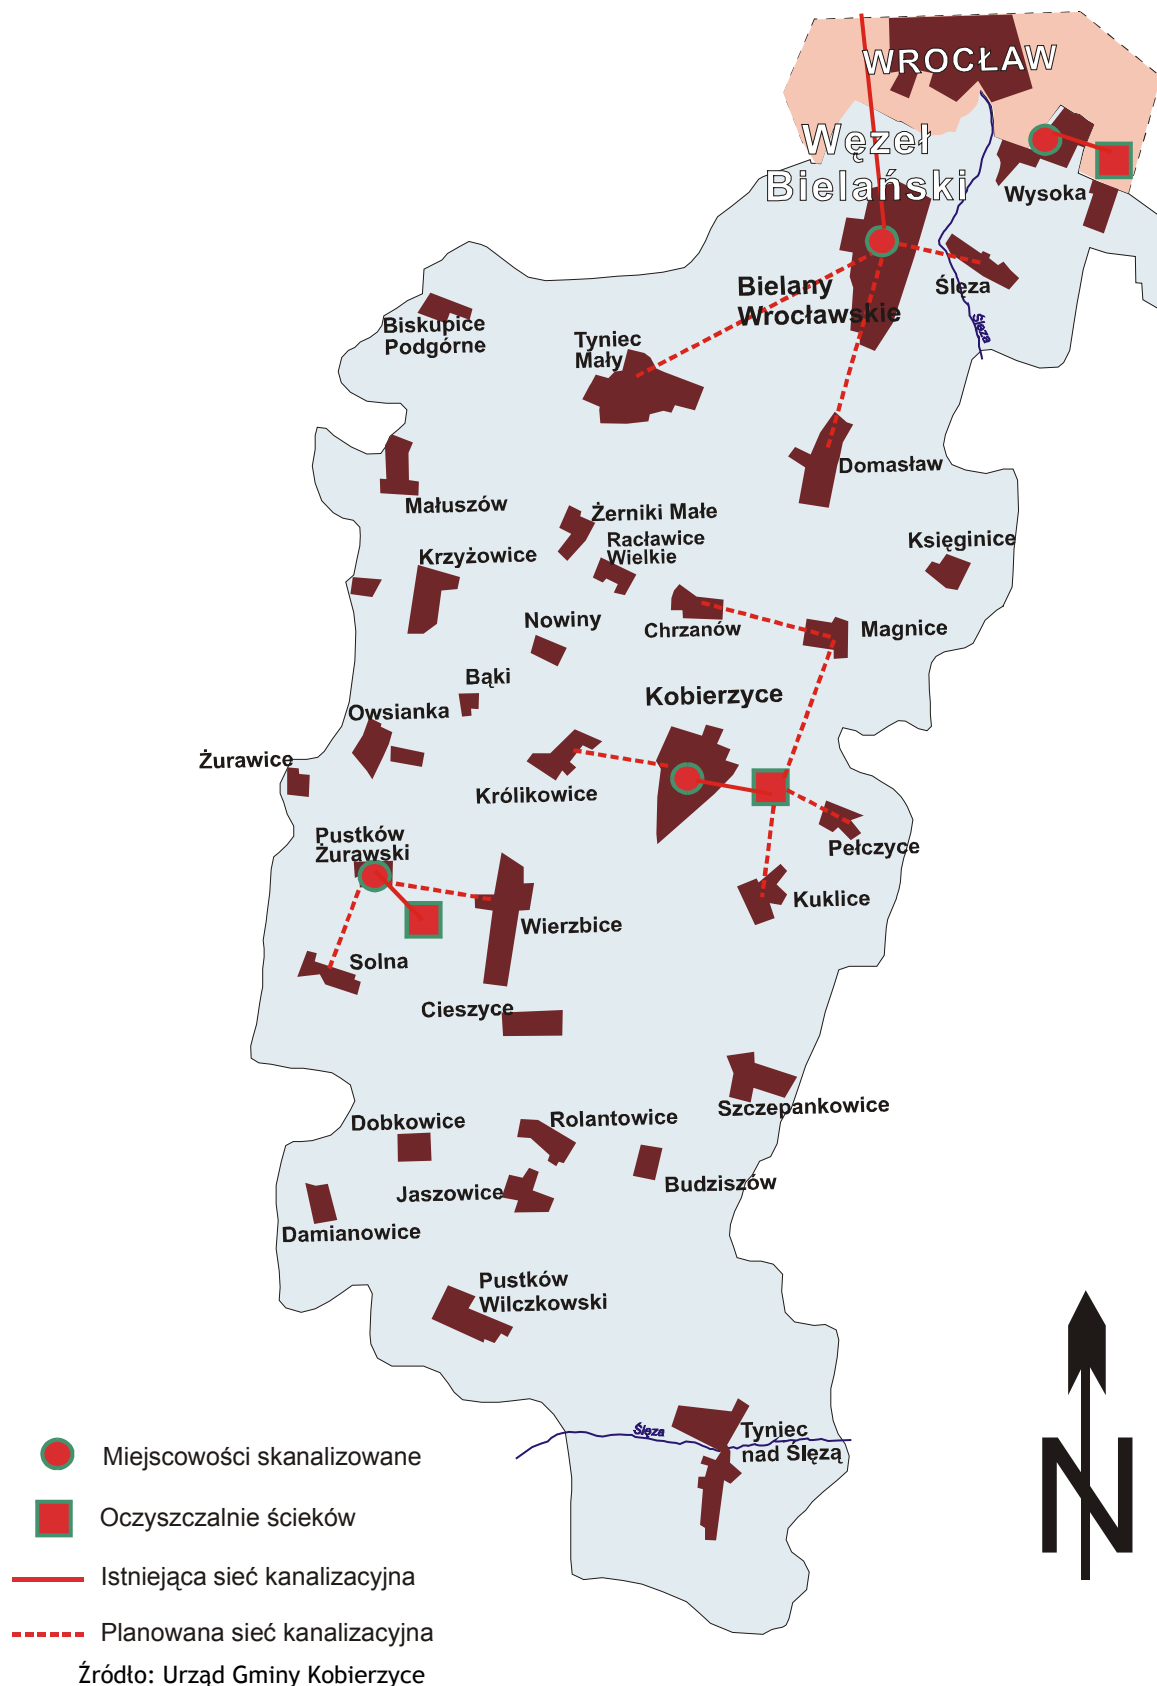 WROCŁAW
Węzeł
Bielański
Wysoka
Ślęza
Ślęza
Bielany
Wrocławskie
Biskupice
Podgórne
Tyniec
Mały
Domasław
Małuszów
Żerniki Małe
Racławice
Wielkie
Księginice
Krzyżowice
Nowiny
Chrzanów
Magnice
Bąki
Kobierzyce
Owsianka
Żurawice
Królikowice
Pustków
Żurawski
Pełczyce
Kuklice
Wierzbice
Solna
Cieszyce
Szczepankowice
Dobkowice
Rolantowice
Jaszowice
Budziszów
Damianowice
Pustków
Wilczkowski
Ślęza
Tyniec
nad Ślęzą
Miejscowości skanalizowane
Oczyszczalnie ścieków
Istniejąca sieć kanalizacyjna
Planowana sieć kanalizacyjna
Źródło: Urząd Gminy Kobierzyce
N